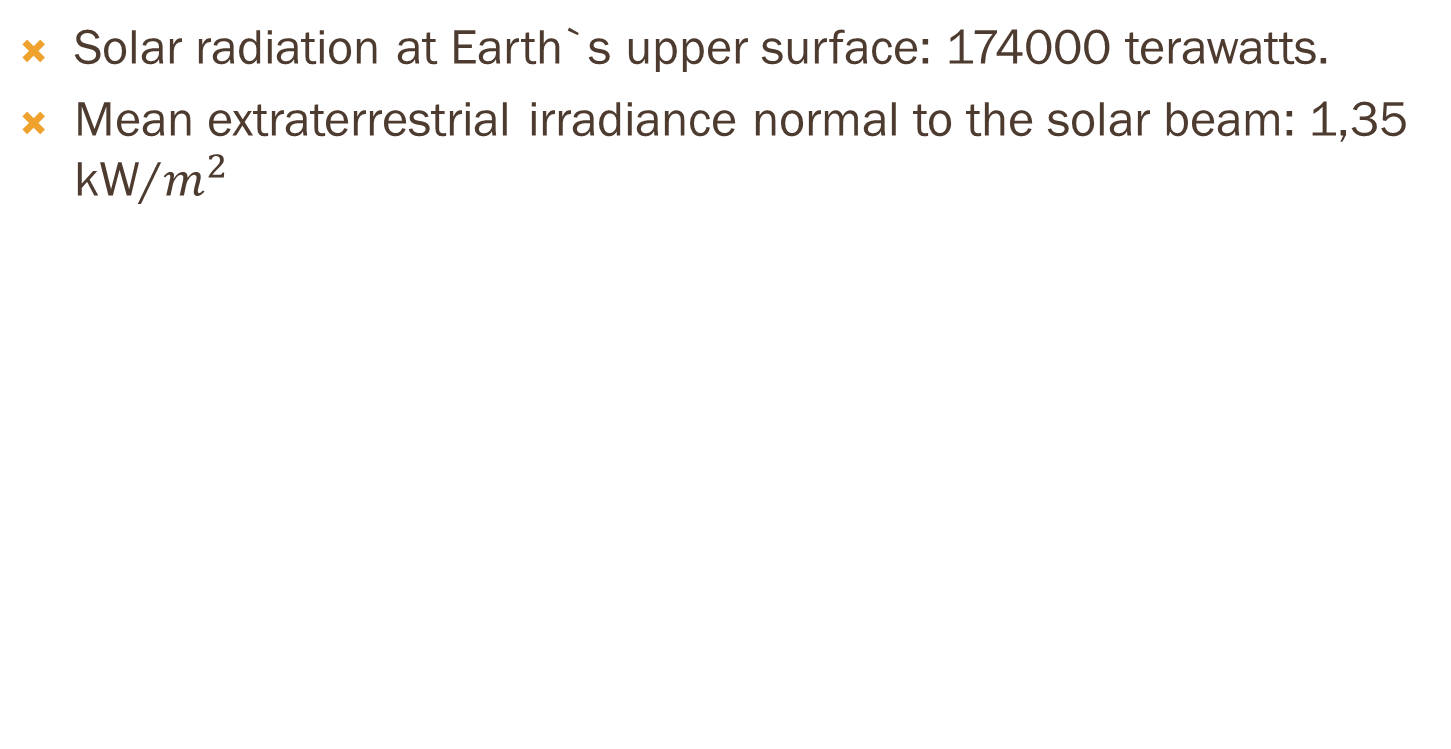 Solar radiation at Earth`s upper surface: 174000 terawatts.
Mean extraterrestrial irradiance normal to the solar beam: 1,35
kW/𝑚²